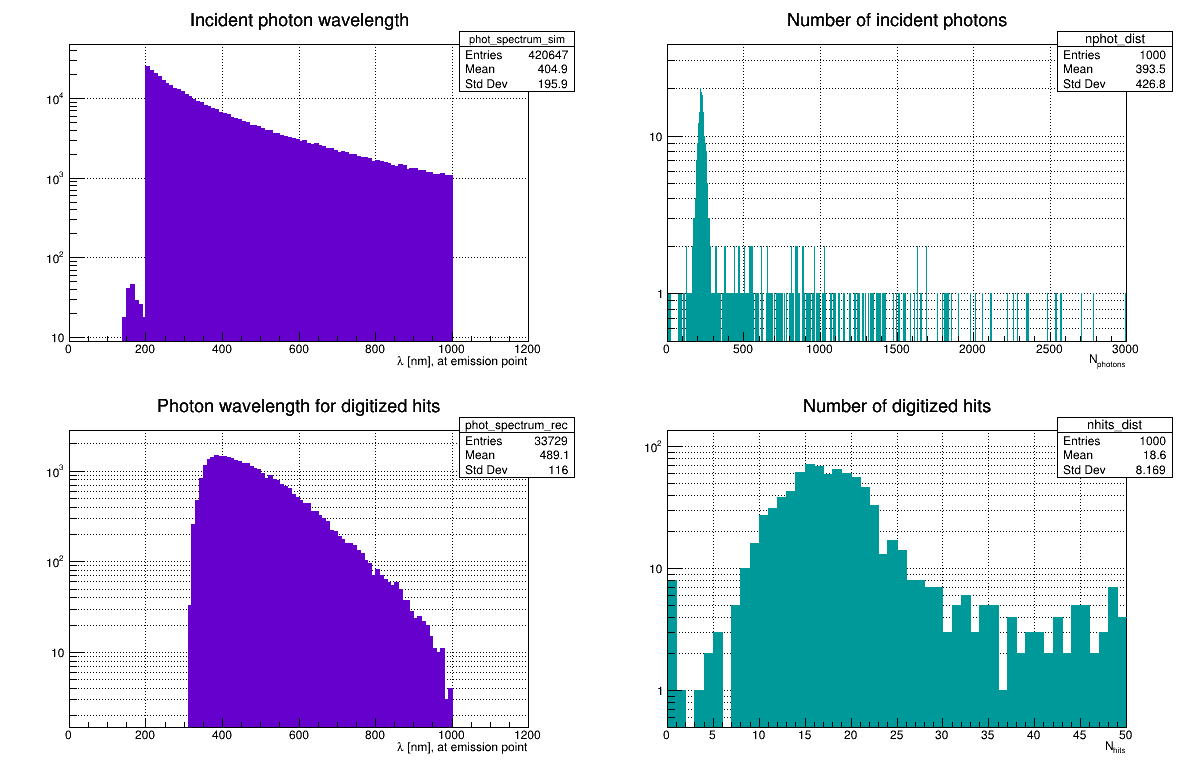 Incident photon wavelength
phot_spectrum_sim
Entries 420647
Mean 404.9
Std Dev 195.9
10^4
10^3
10^2
10
0 200 400 600 800 1000 1200
λ [nm], at emission point
Number of incident photons
nphot_dist
Entries 1000
Mean 393.5
Std Dev 426.8
10
1
0 500 1000 1500 2000 2500 3000
N_photons
Photon wavelength for digitized hits
phot_spectrum_rec
Entries 33729
Mean 489.1
Std Dev 116
10^3
10^2
10
0 200 400 600 800 1000 1200
λ [nm], at emission point
Number of digitized hits
nhits_dist
Entries 1000
Mean 18.6
Std Dev 8.169
10^2
10
1
0 5 10 15 20 25 30 35 40 45 50
N_hits